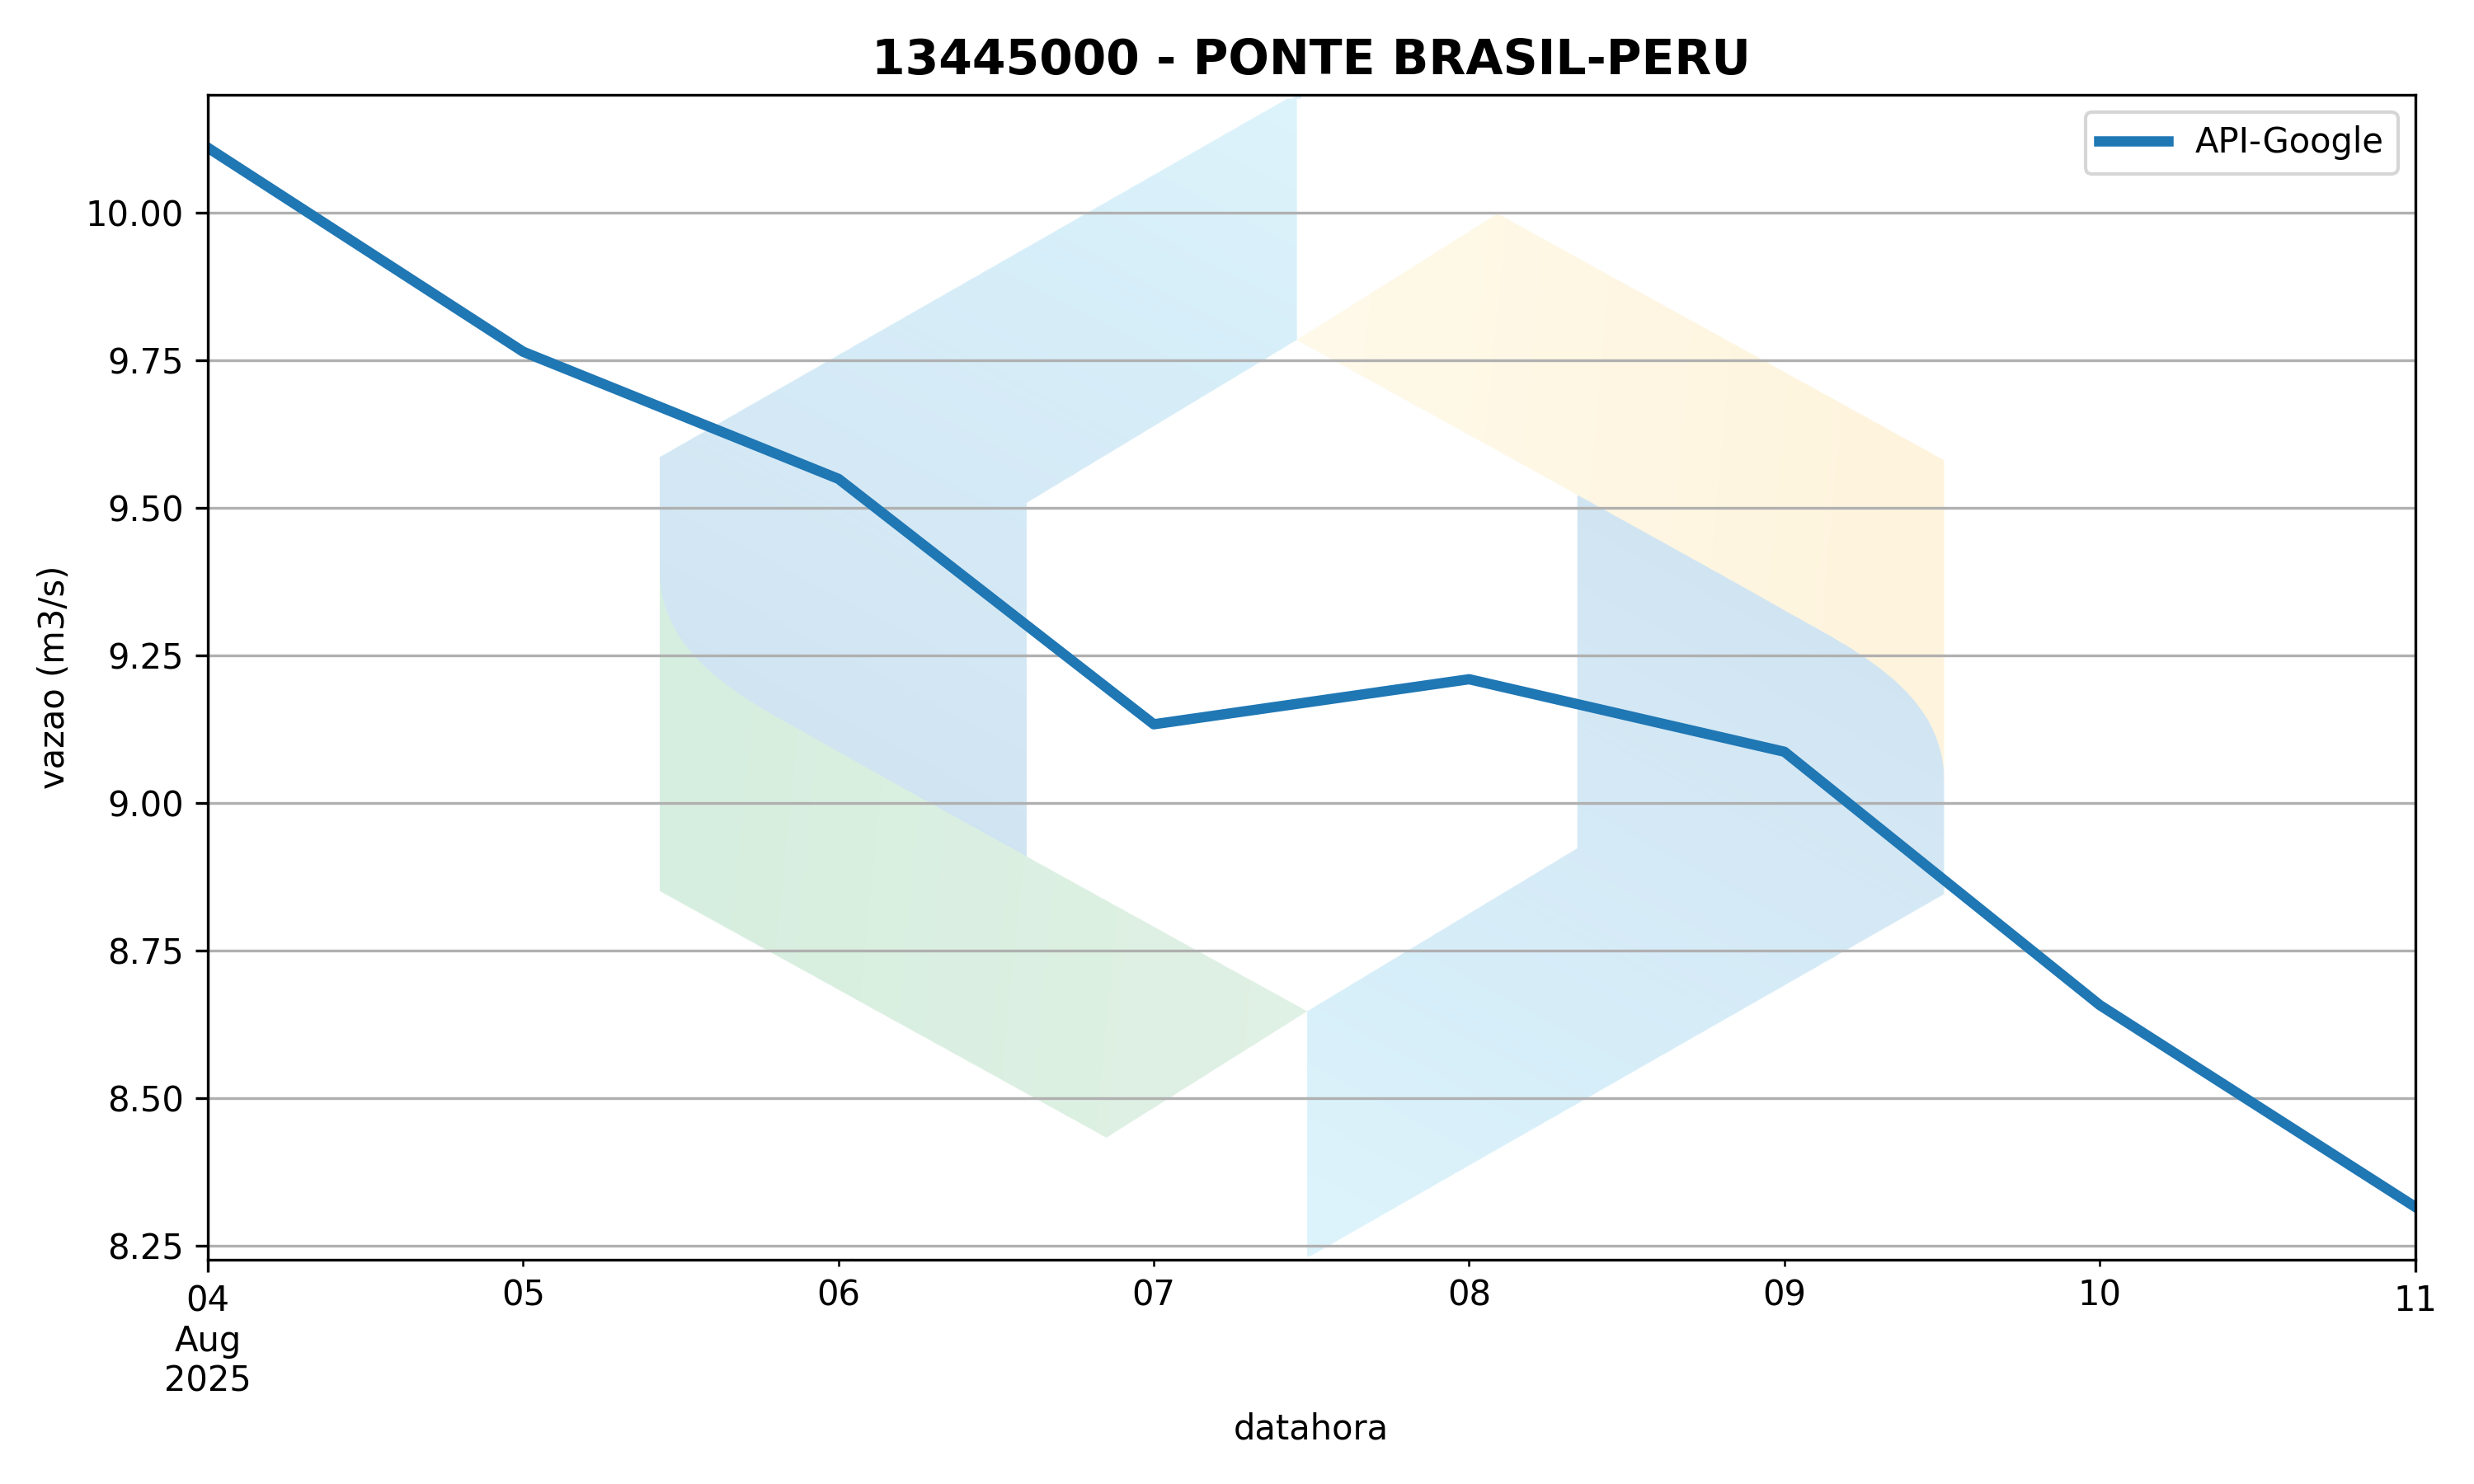 13445000 - PONTE BRASIL-PERU
API-Google
10.00
9.75
9.50
9.25
9.00
8.75
8.50
8.25
vazao (m3/s)
04 05 06 07 08 09 10 11
Aug
2025
datahora